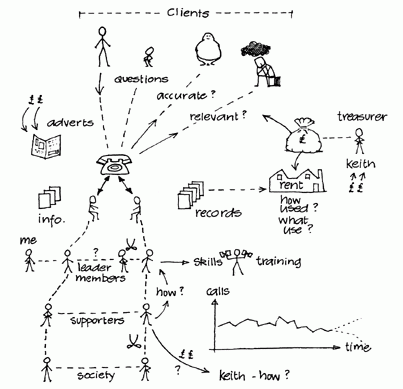 Clients
questions
accurate ?
relevant ?
£ £
adverts
£
treasurer
keith
£ £
rent
how
used ?
what
use ?
info.
records
me
?
leader
members
skills
training
how ?
calls
supporters
time
£ £
?
society
keith - how ?